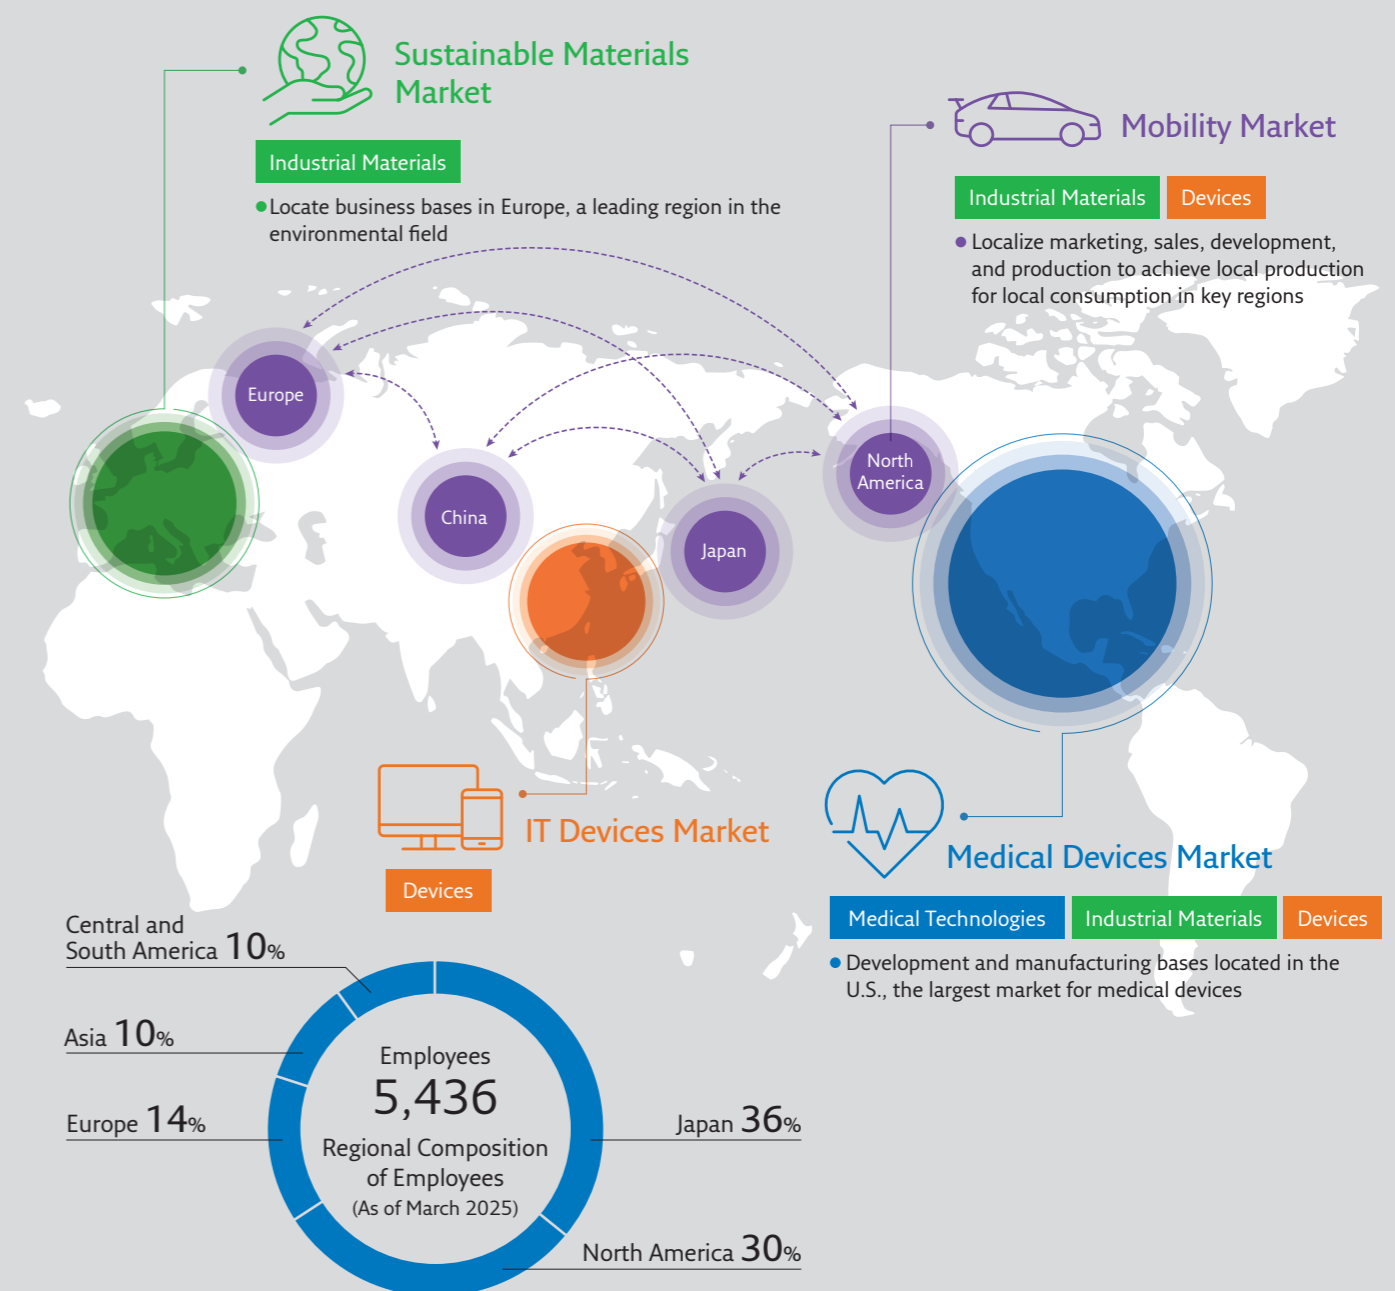 Sustainable Materials
Market
Industrial Materials
Locate business bases in Europe, a leading region in the
environmental field
Mobility Market
Industrial Materials
Devices
Localize marketing, sales, development,
and production to achieve local production
for local consumption in key regions
Europe
China
Japan
North
America
IT Devices Market
Devices
Medical Devices Market
Medical Technologies
Industrial Materials
Devices
Development and manufacturing bases located in the
U.S., the largest market for medical devices
Central and
South America 10%
Asia 10%
Europe 14%
Employees
5,436
Regional Composition
of Employees
(As of March 2025)
Japan 36%
North America 30%